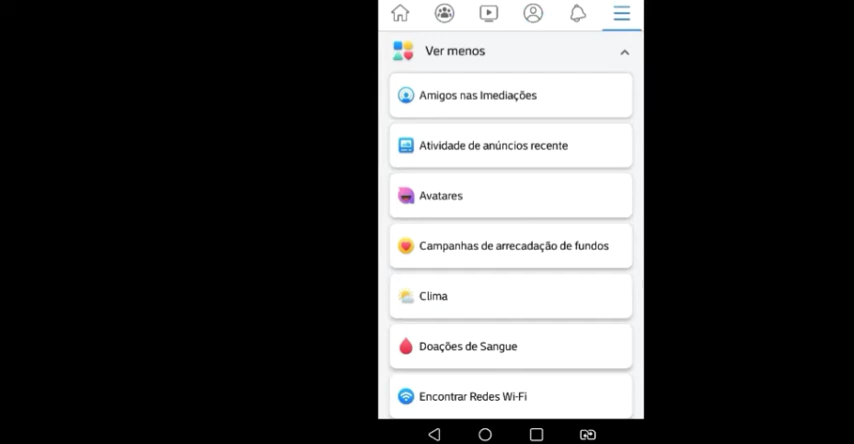 Ver menos
Amigos nas Imediações
Atividade de anúncios recente
Avatares
Campanhas de arrecadação de fundos
Clima
Doações de Sangue
Encontrar Redes Wi-Fi